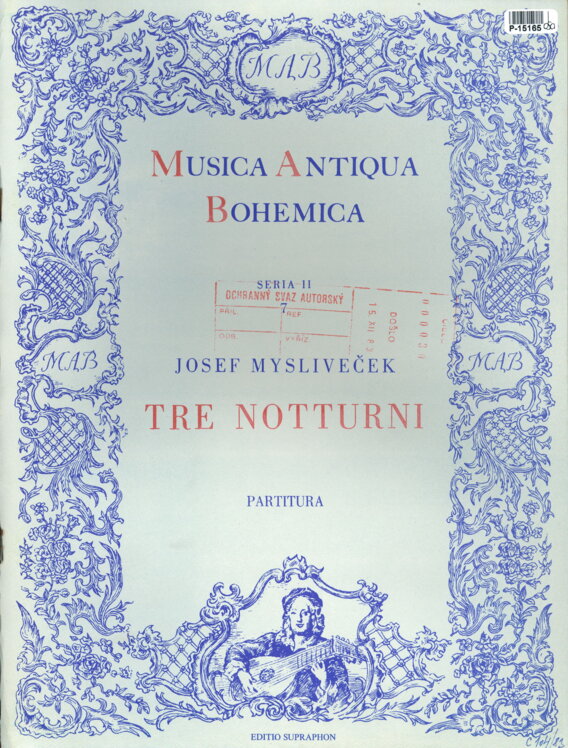 P-15165
MAB
MUSICA ANTIQUA
BOHEMICA
SERIA II
7
OCHRANNÝ SVAZ AUTORSKÝ
PŘÍL.
REF.
ODB.
VYŘIZ.
DOŠLO
15. XII. 83
JOSEF MYSLIVEČEK
MAB
MAB
TRE NOTTURNI
PARTITURA
EDITIO SUPRAPHON